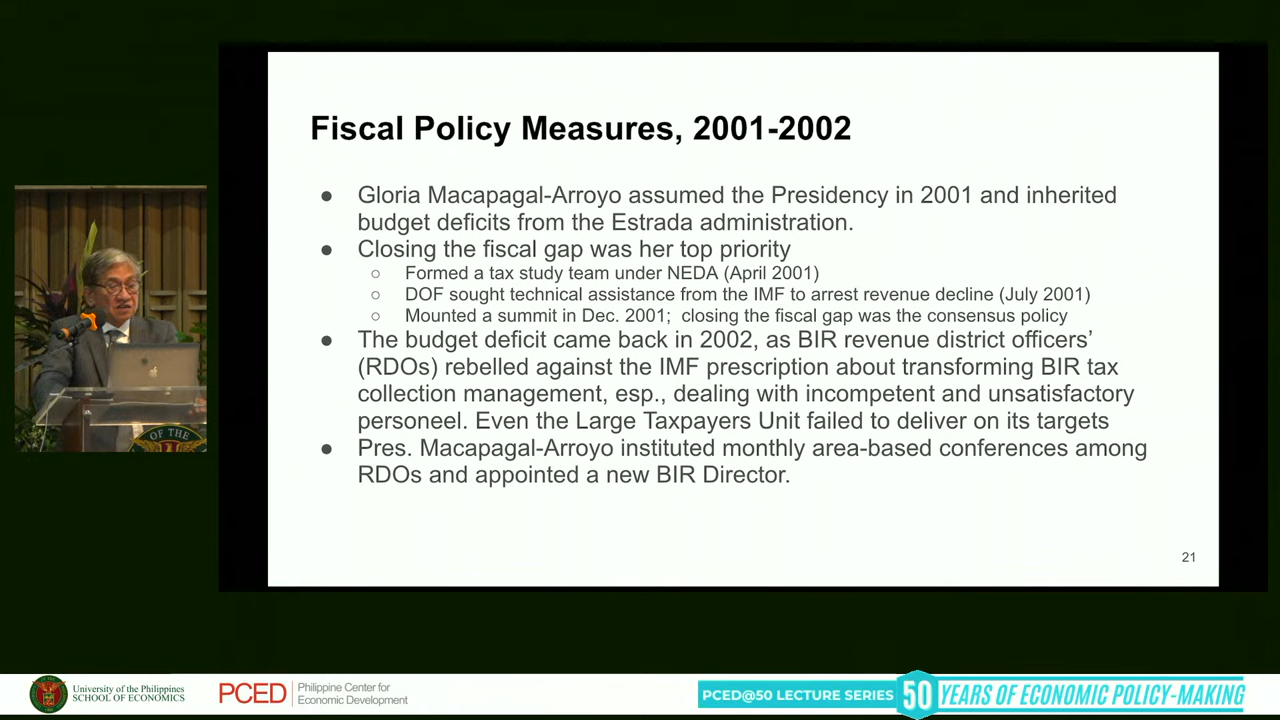 Fiscal Policy Measures, 2001-2002
● Gloria Macapagal-Arroyo assumed the Presidency in 2001 and inherited
budget deficits from the Estrada administration.
● Closing the fiscal gap was her top priority
○ Formed a tax study team under NEDA (April 2001)
○ DOF sought technical assistance from the IMF to arrest revenue decline (July 2001)
○ Mounted a summit in Dec. 2001; closing the fiscal gap was the consensus policy
● The budget deficit came back in 2002, as BIR revenue district officers'
(RDOs) rebelled against the IMF prescription about transforming BIR tax
collection management, esp., dealing with incompetent and unsatisfactory
personeel. Even the Large Taxpayers Unit failed to deliver on its targets
● Pres. Macapagal-Arroyo instituted monthly area-based conferences among
RDOs and appointed a new BIR Director.
21
OF THE
University of the Philippines
SCHOOL OF ECONOMICS
PCED
Philippine Center for
Economic Development
PCED@50 LECTURE SERIES
50 YEARS OF ECONOMIC POLICY-MAKING